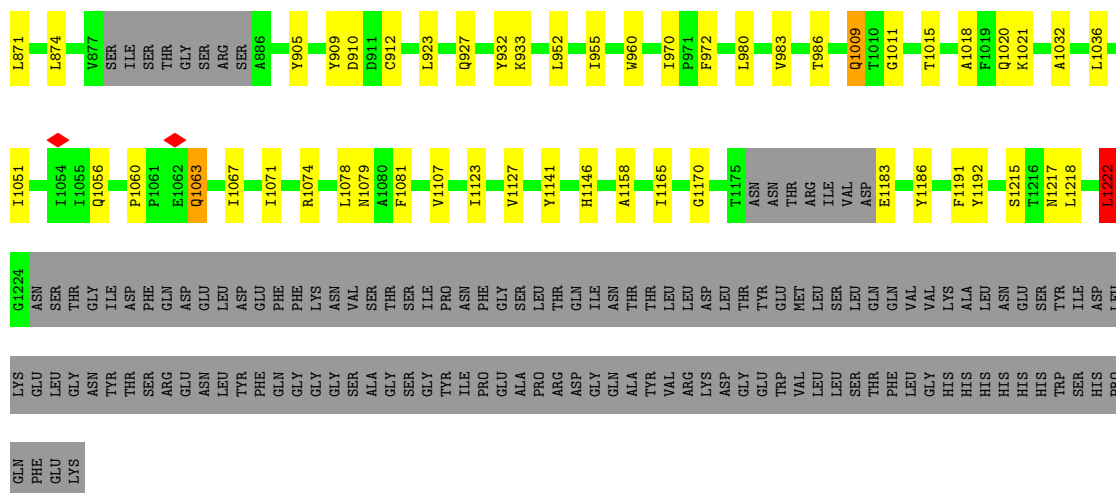 L871 L874 V877 SER ILE SER THR GLY SER ARG SER A886 Y905 Y909 D910 D911 C912 L923 Q927 Y932 K933 L952 I955 W960 I970 P971 F972 L980 V983 T986 Q1009 T1010 G1011 T1015 A1018 F1019 Q1020 K1021 A1032 L1036
I1051 I1054 I1055 Q1056 P1060 P1061 E1062 Q1063 I1067 I1071 R1074 L1078 N1079 A1080 F1081 V1107 I1123 V1127 Y1141 H1146 A1158 I1165 G1170 T1175 ASN ASN THR ARG ILE VAL ASP E1183 Y1186 F1191 Y1192 S1215 T1216 N1217 L1218 L1222
G1224 ASN SER THR GLY ILE ASP PHE GLN ASP GLU LEU ASP GLU PHE PHE LYS ASN VAL SER THR SER ILE PRO ASN PHE GLY SER LEU THR GLN ILE ASN THR THR LEU LEU ASP LEU THR TYR GLU MET LEU SER LEU GLN GLN VAL VAL LYS ALA LEU ASN GLU SER TYR ILE ASP LEU
LYS GLU LEU GLY ASN TYR THR SER ARG GLU ASN LEU TYR PHE GLN GLY GLY GLY SER ALA GLY SER GLY TYR ILE PRO GLU ALA PRO ARG ASP GLY GLN ALA TYR VAL ARG LYS ASP GLY GLU TRP VAL LEU LEU SER THR PHE LEU GLY HIS HIS HIS HIS HIS HIS TRP SER HIS PRO
GLN PHE GLU LYS